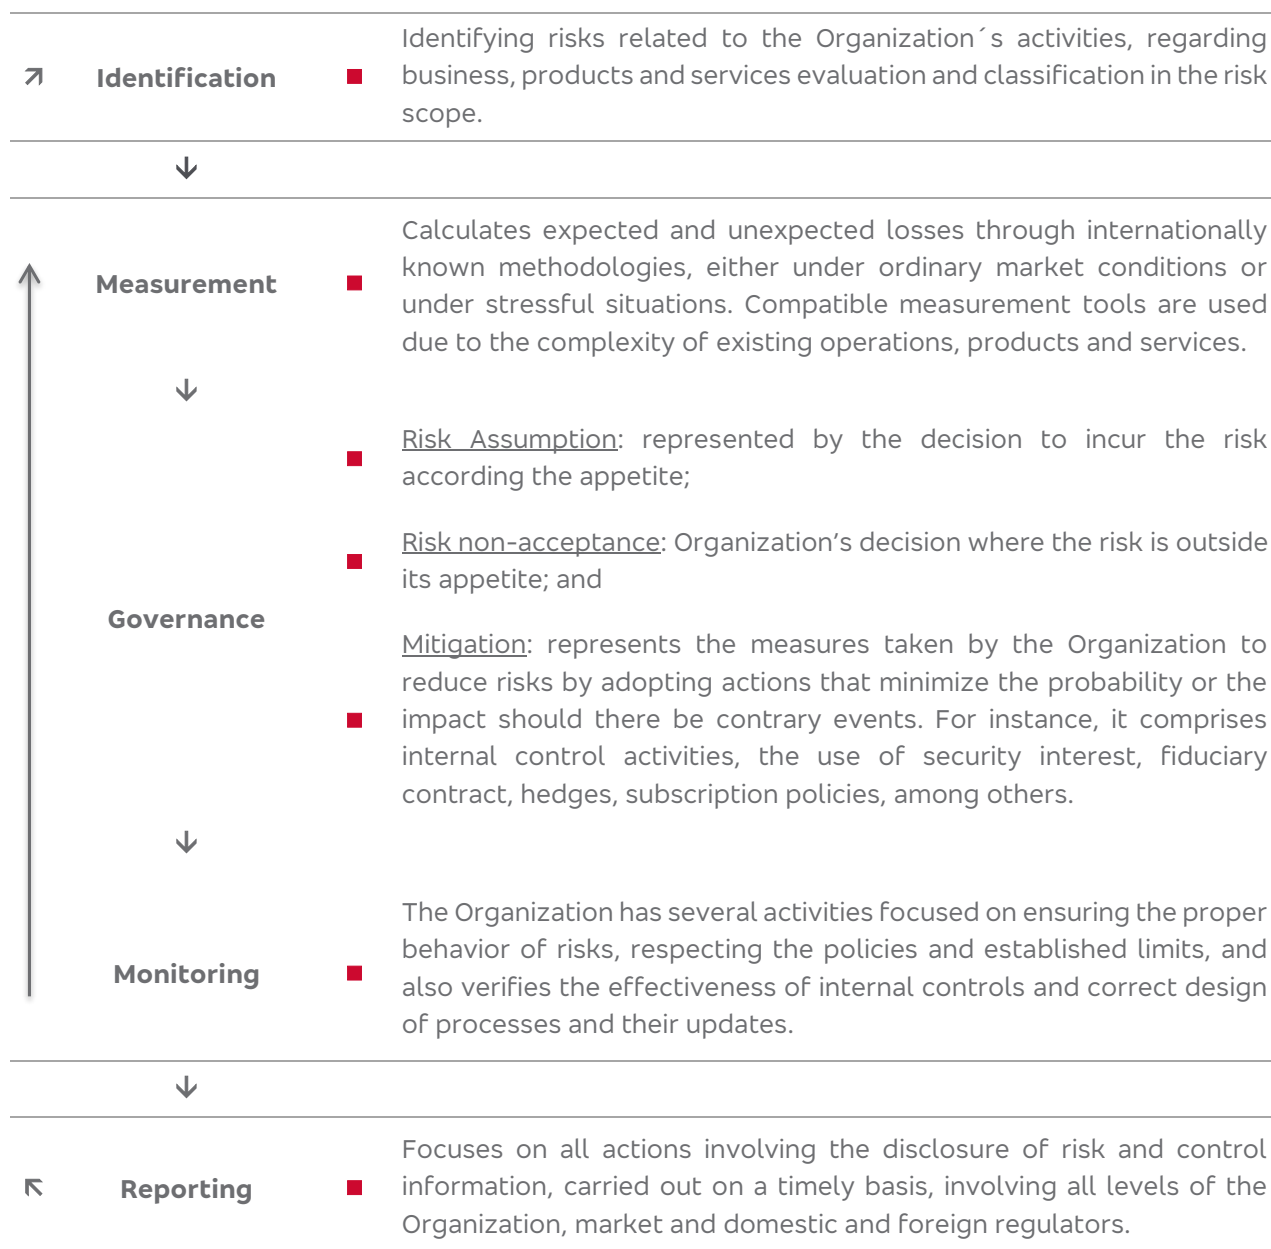 Identification
Identifying risks related to the Organization´s activities, regarding
business, products and services evaluation and classification in the risk
scope.
Measurement
Calculates expected and unexpected losses through internationally
known methodologies, either under ordinary market conditions or
under stressful situations. Compatible measurement tools are used
due to the complexity of existing operations, products and services.
Governance
Risk Assumption: represented by the decision to incur the risk
according the appetite;
Risk non-acceptance: Organization’s decision where the risk is outside
its appetite; and
Mitigation: represents the measures taken by the Organization to
reduce risks by adopting actions that minimize the probability or the
impact should there be contrary events. For instance, it comprises
internal control activities, the use of security interest, fiduciary
contract, hedges, subscription policies, among others.
Monitoring
The Organization has several activities focused on ensuring the proper
behavior of risks, respecting the policies and established limits, and
also verifies the effectiveness of internal controls and correct design
of processes and their updates.
Reporting
Focuses on all actions involving the disclosure of risk and control
information, carried out on a timely basis, involving all levels of the
Organization, market and domestic and foreign regulators.